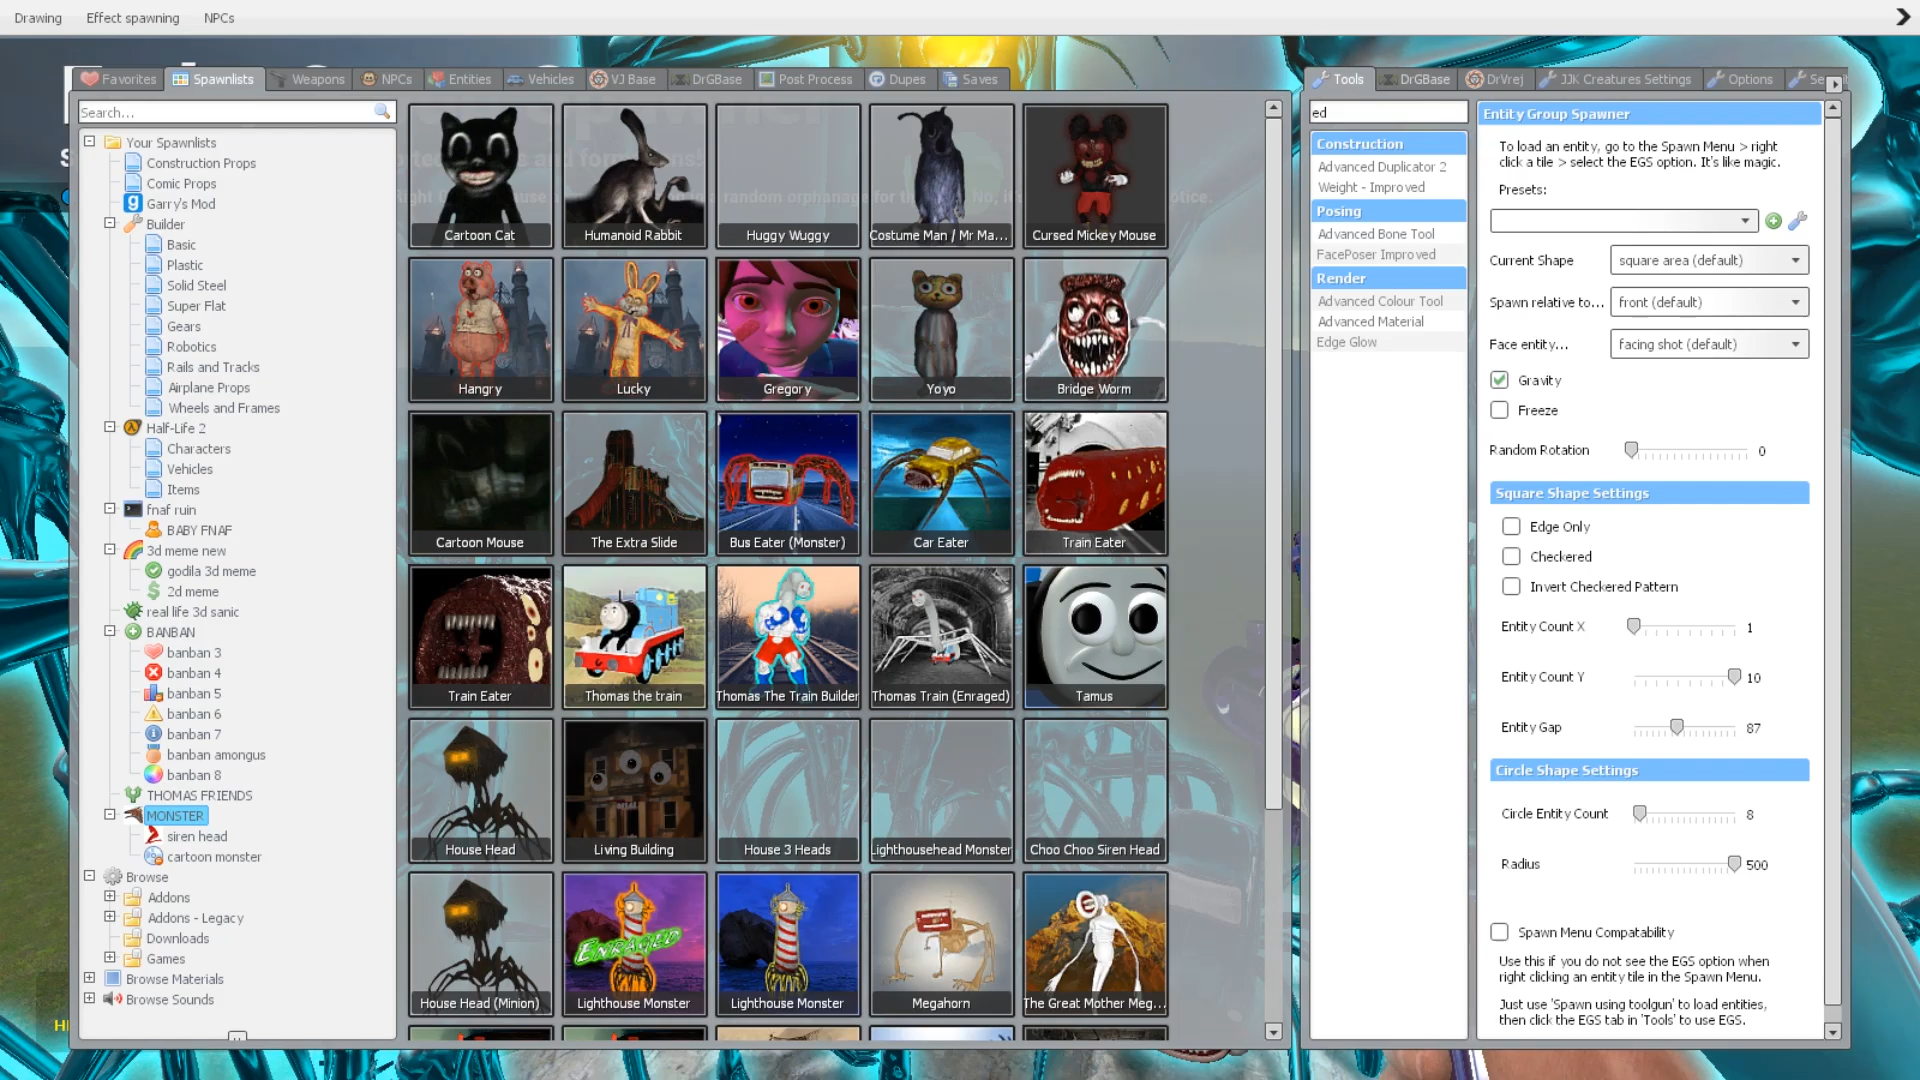 Drawing Effect spawning NPCs
Favorites Spawnlists Weapons NPCs Entities Vehicles VJ Base DrGBase Post Process Dupes Saves
Search...
Your Spawnlists
Construction Props
Comic Props
Garry's Mod
Builder
Basic
Plastic
Solid Steel
Super Flat
Gears
Robotics
Rails and Tracks
Airplane Props
Wheels and Frames
Half-Life 2
Characters
Vehicles
Items
fnaf ruin
BABY FNAF
3d meme new
godila 3d meme
2d meme
real life 3d sanic
BANBAN
banban 3
banban 4
banban 5
banban 6
banban 7
banban amongus
banban 8
THOMAS FRIENDS
MONSTER
siren head
cartoon monster
Browse
Addons
Addons - Legacy
Downloads
Games
Browse Materials
Browse Sounds
Cartoon Cat Humanoid Rabbit Huggy Wuggy Costume Man / Mr Ma... Cursed Mickey Mouse
Hangry Lucky Gregory Yoyo Bridge Worm
Cartoon Mouse The Extra Slide Bus Eater (Monster) Car Eater Train Eater
Train Eater Thomas the train Thomas The Train Builder Thomas Train (Enraged) Tamus
House Head Living Building House 3 Heads Lighthousehead Monster Choo Choo Siren Head
ENRAGED
House Head (Minion) Lighthouse Monster Lighthouse Monster Megahorn The Great Mother Meg...
Tools DrGBase DrVrej JJK Creatures Settings Options Se
ed
Construction
Advanced Duplicator 2
Weight - Improved
Posing
Advanced Bone Tool
FacePoser Improved
Render
Advanced Colour Tool
Advanced Material
Edge Glow
Entity Group Spawner
To load an entity, go to the Spawn Menu > right
click a tile > select the EGS option. It's like magic.
Presets:
Current Shape square area (default)
Spawn relative to... front (default)
Face entity... facing shot (default)
Gravity
Freeze
Random Rotation 0
Square Shape Settings
Edge Only
Checkered
Invert Checkered Pattern
Entity Count X 1
Entity Count Y 10
Entity Gap 87
Circle Shape Settings
Circle Entity Count 8
Radius 500
Spawn Menu Compatability
Use this if you do not see the EGS option when
right clicking an entity tile in the Spawn Menu.
Just use 'Spawn using toolgun' to load entities,
then click the EGS tab in 'Tools' to use EGS.